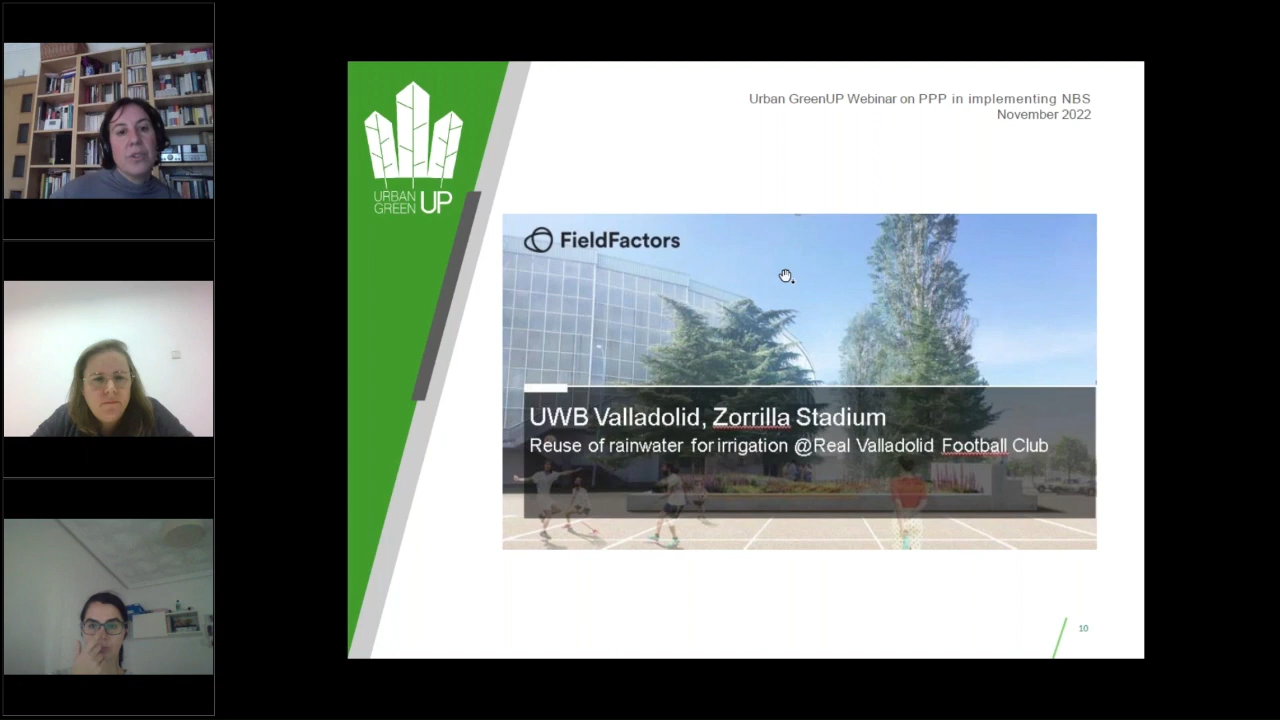 Urban GreenUP Webinar on PPP in implementing NBS
November 2022
URBAN
GREEN UP
FieldFactors
UWB Valladolid, Zorrilla Stadium
Reuse of rainwater for irrigation @Real Valladolid Football Club
10